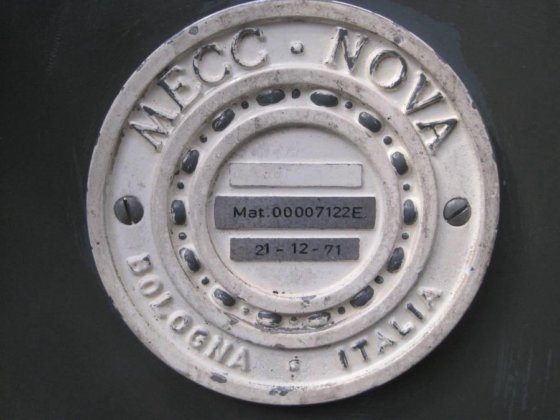 MECC · NOVA
Mat.00007122E
21-12-71
BOLOGNA · ITALIA